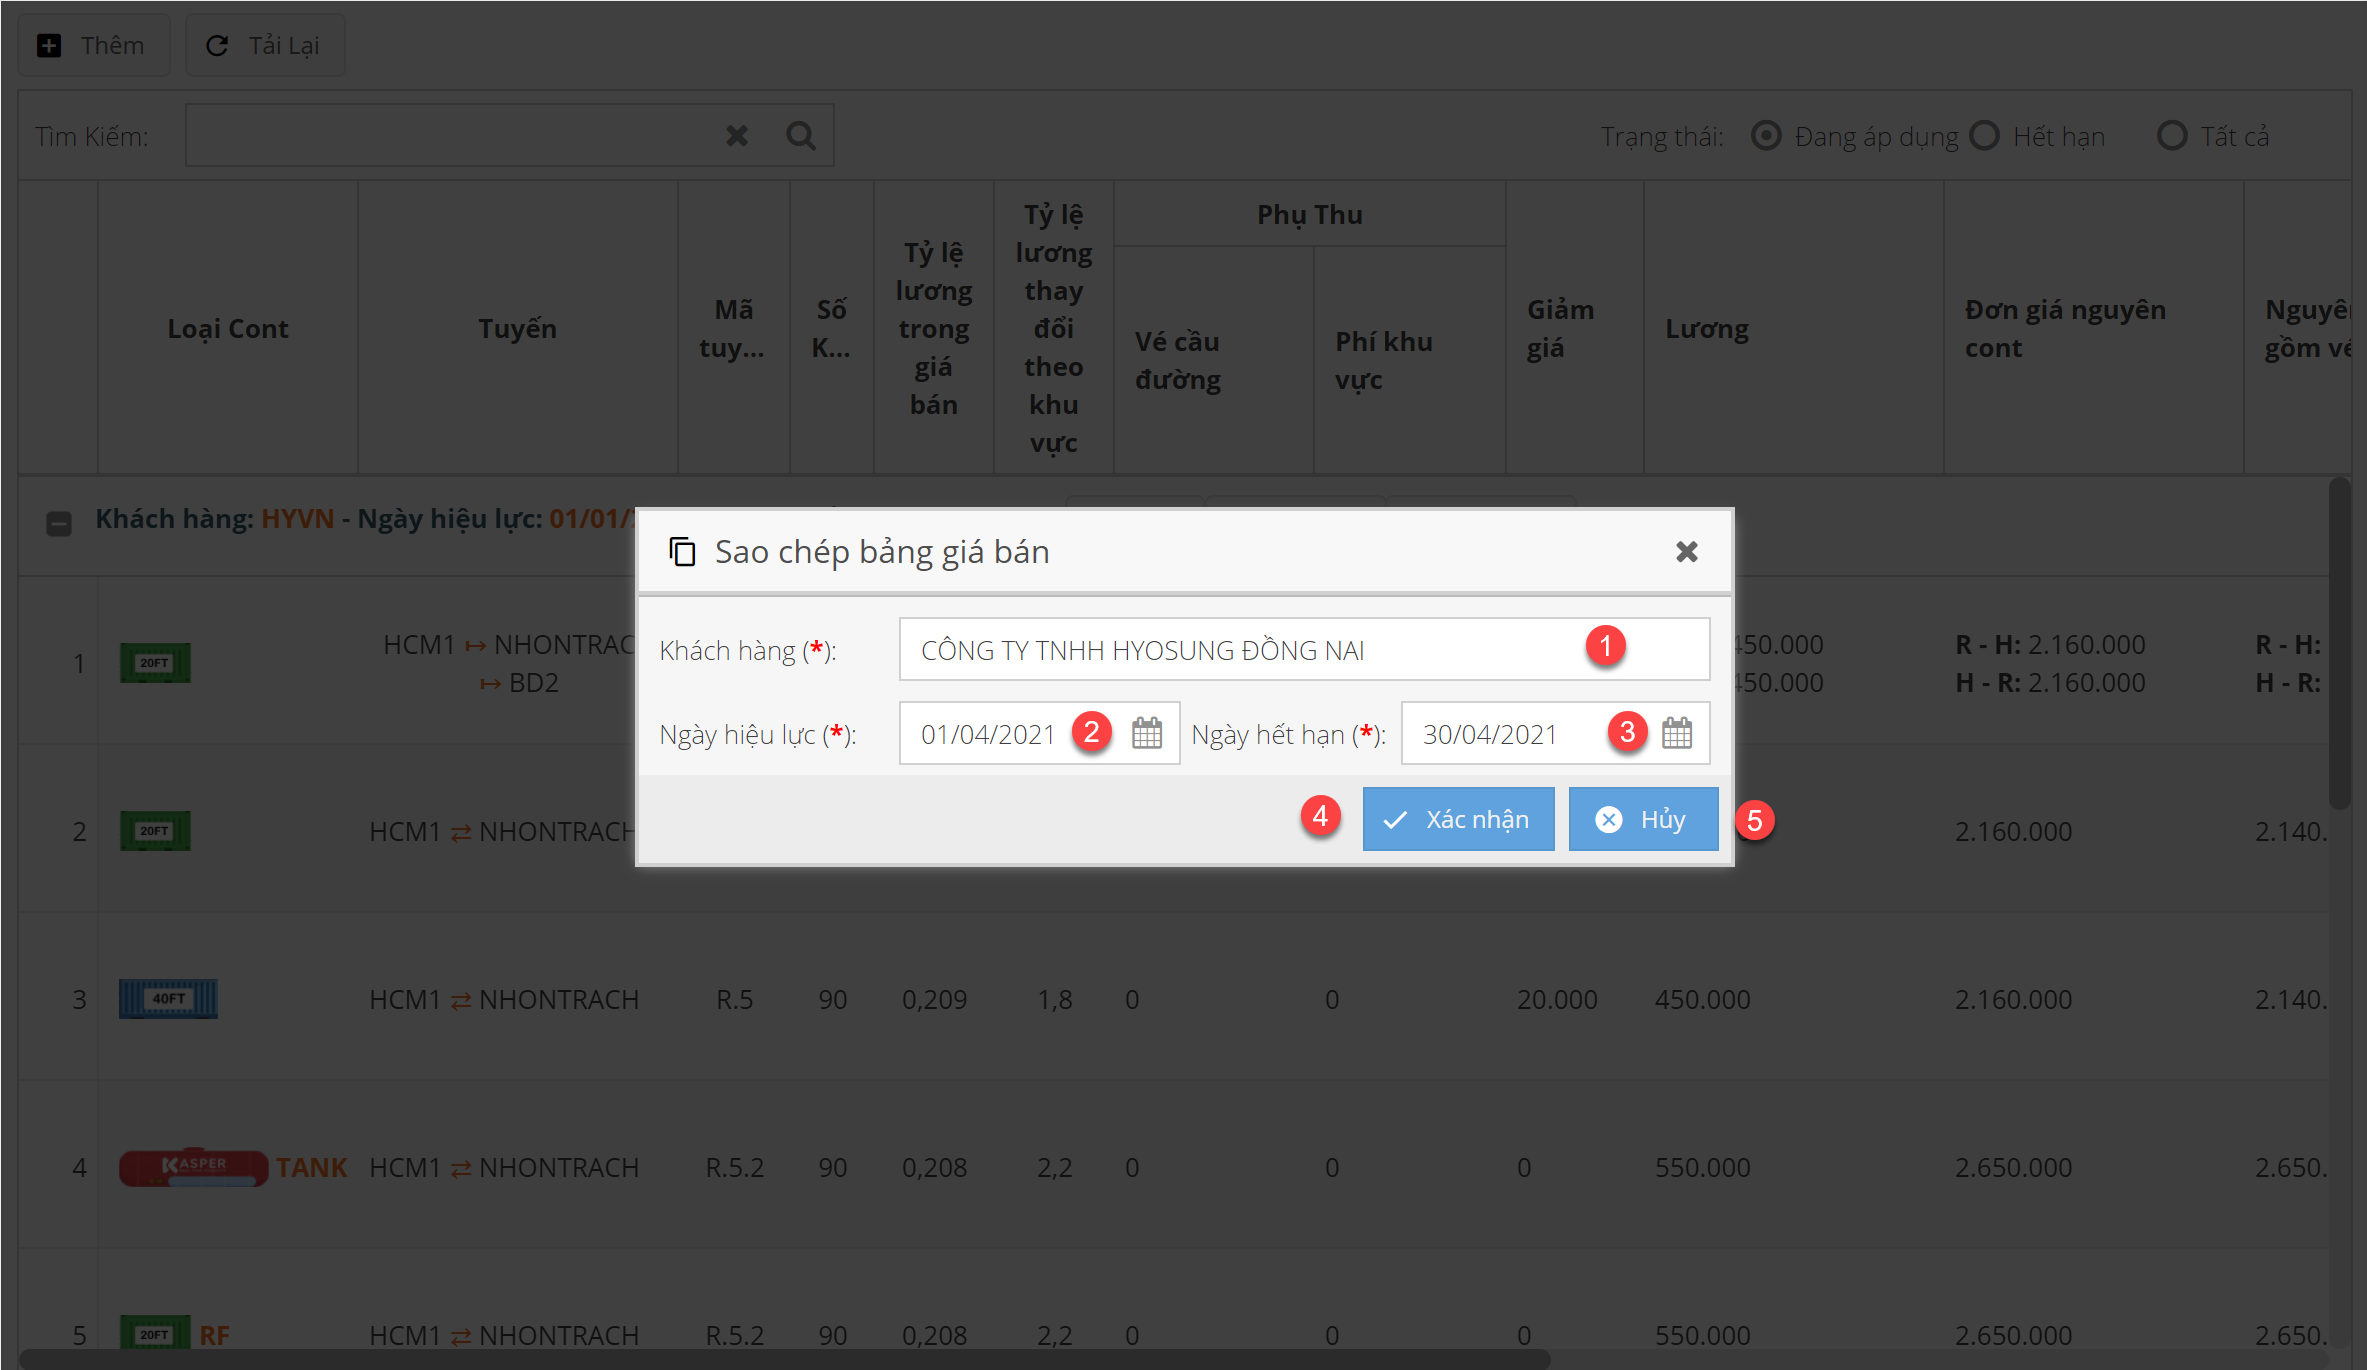 Thêm
Tải Lại
Tìm Kiếm:
Trạng thái: Đang áp dụng Hết hạn Tất cả
Loại Cont
Tuyến
Mã tuy...
Số K...
Tỷ lệ lương trong giá bán
Tỷ lệ lương thay đổi theo khu vực
Phụ Thu
Vé cầu đường
Phí khu vực
Giảm giá
Lương
Đơn giá nguyên cont
gồm
Khách hàng: HYVN - Ngày hiệu lực: 01/01/
Sao chép bảng giá bán
Khách hàng (*): CÔNG TY TNHH HYOSUNG ĐỒNG NAI 1
Ngày hiệu lực (*): 01/04/2021 2 Ngày hết hạn (*): 30/04/2021 3
4 Xác nhận Hủy 5
1 20FT HCM1 ↦ NHONTRAC 50.000 R - H: 2.160.000 R - H:
↦ BD2 50.000 H - R: 2.160.000 H - R:
2 20FT HCM1 ⇄ NHONTRACH 2.160.000 2.140.
3 40FT HCM1 ⇄ NHONTRACH R.5 90 0,209 1,8 0 0 20.000 450.000 2.160.000 2.140.
4 KASPER TANK HCM1 ⇄ NHONTRACH R.5.2 90 0,208 2,2 0 0 0 550.000 2.650.000 2.650.
5 20FT RF HCM1 ⇄ NHONTRACH R.5.2 90 0,208 2,2 0 0 0 550.000 2.650.000 2.650.